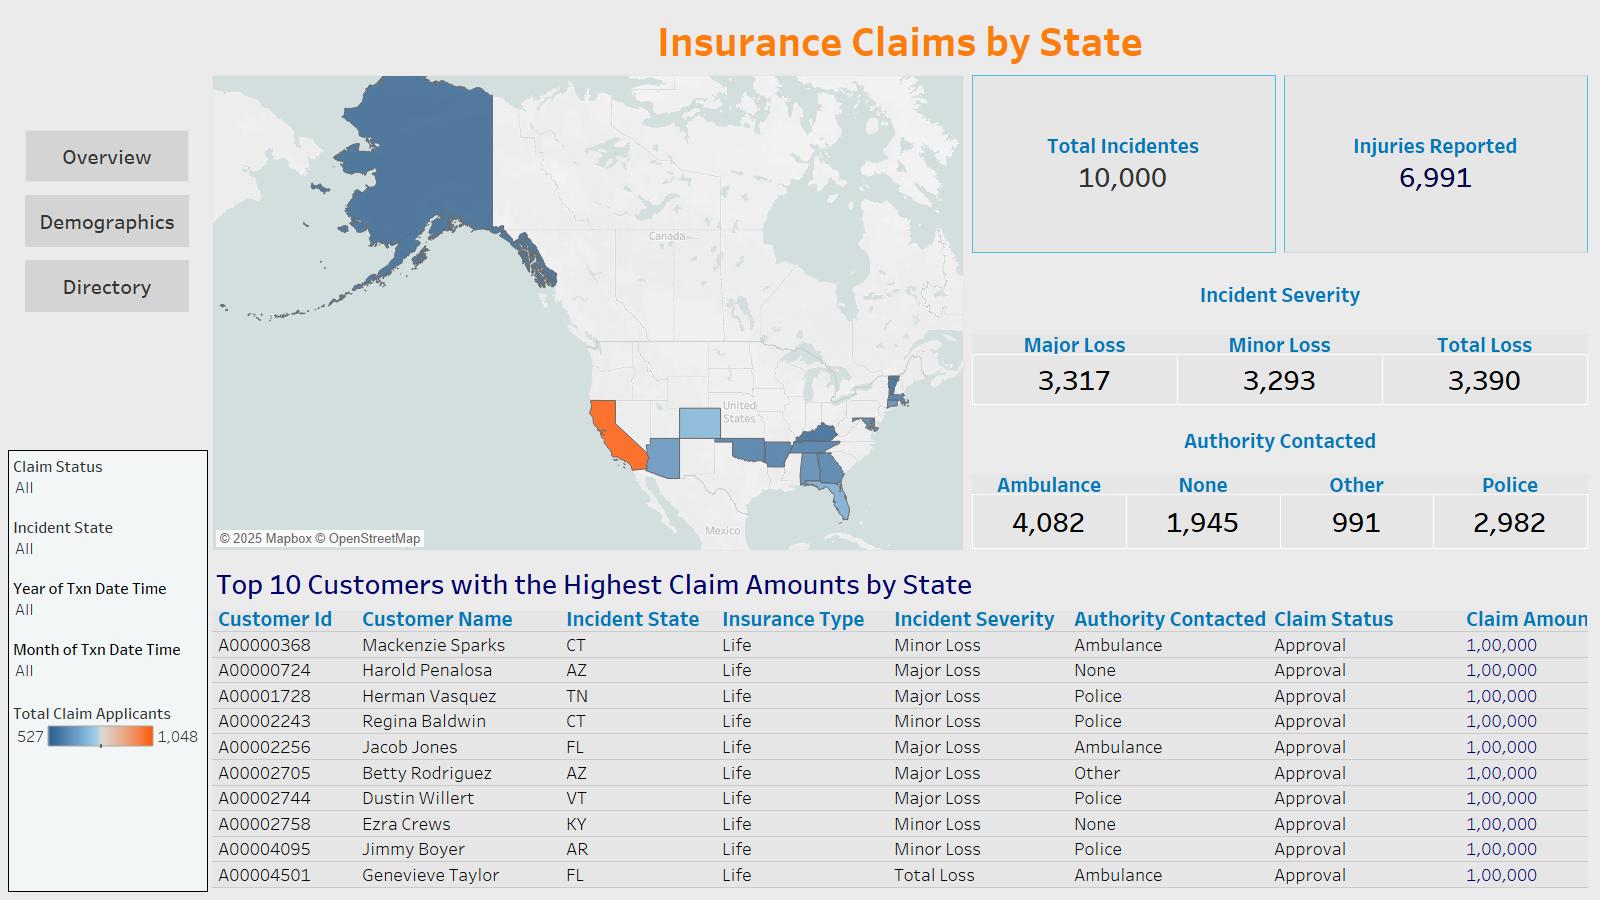 Insurance Claims by State
Overview
Demographics
Directory
Canada
United
States
Mexico
© 2025 Mapbox © OpenStreetMap
Total Incidentes
10,000
Injuries Reported
6,991
Incident Severity
Major Loss Minor Loss Total Loss
3,317 3,293 3,390
Authority Contacted
Ambulance None Other Police
4,082 1,945 991 2,982
Claim Status
All
Incident State
All
Year of Txn Date Time
All
Month of Txn Date Time
All
Total Claim Applicants
527 1,048
Top 10 Customers with the Highest Claim Amounts by State
Customer Id Customer Name Incident State Insurance Type Incident Severity Authority Contacted Claim Status Claim Amoun
A00000368 Mackenzie Sparks CT Life Minor Loss Ambulance Approval 1,00,000
A00000724 Harold Penalosa AZ Life Major Loss None Approval 1,00,000
A00001728 Herman Vasquez TN Life Major Loss Police Approval 1,00,000
A00002243 Regina Baldwin CT Life Minor Loss Police Approval 1,00,000
A00002256 Jacob Jones FL Life Major Loss Ambulance Approval 1,00,000
A00002705 Betty Rodriguez AZ Life Major Loss Other Approval 1,00,000
A00002744 Dustin Willert VT Life Major Loss Police Approval 1,00,000
A00002758 Ezra Crews KY Life Minor Loss None Approval 1,00,000
A00004095 Jimmy Boyer AR Life Minor Loss Police Approval 1,00,000
A00004501 Genevieve Taylor FL Life Total Loss Ambulance Approval 1,00,000